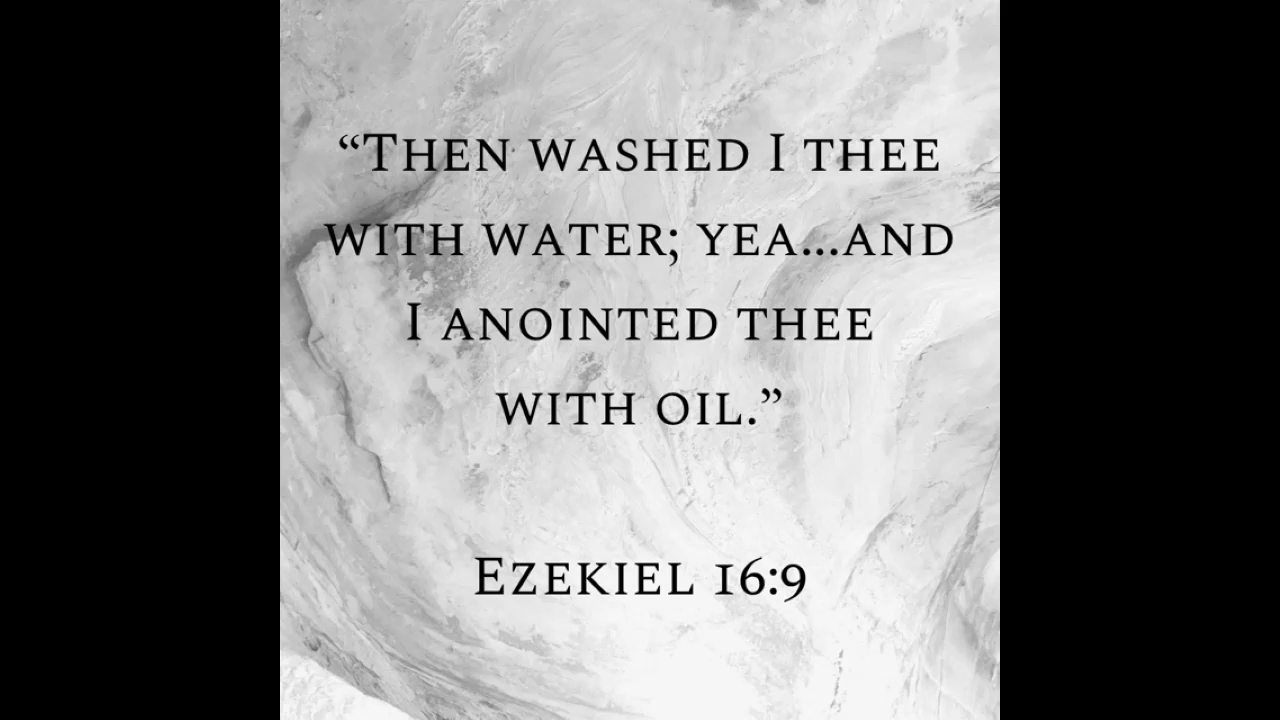 “Then washed I thee
with water; yea...and
I anointed thee
with oil.”
Ezekiel 16:9